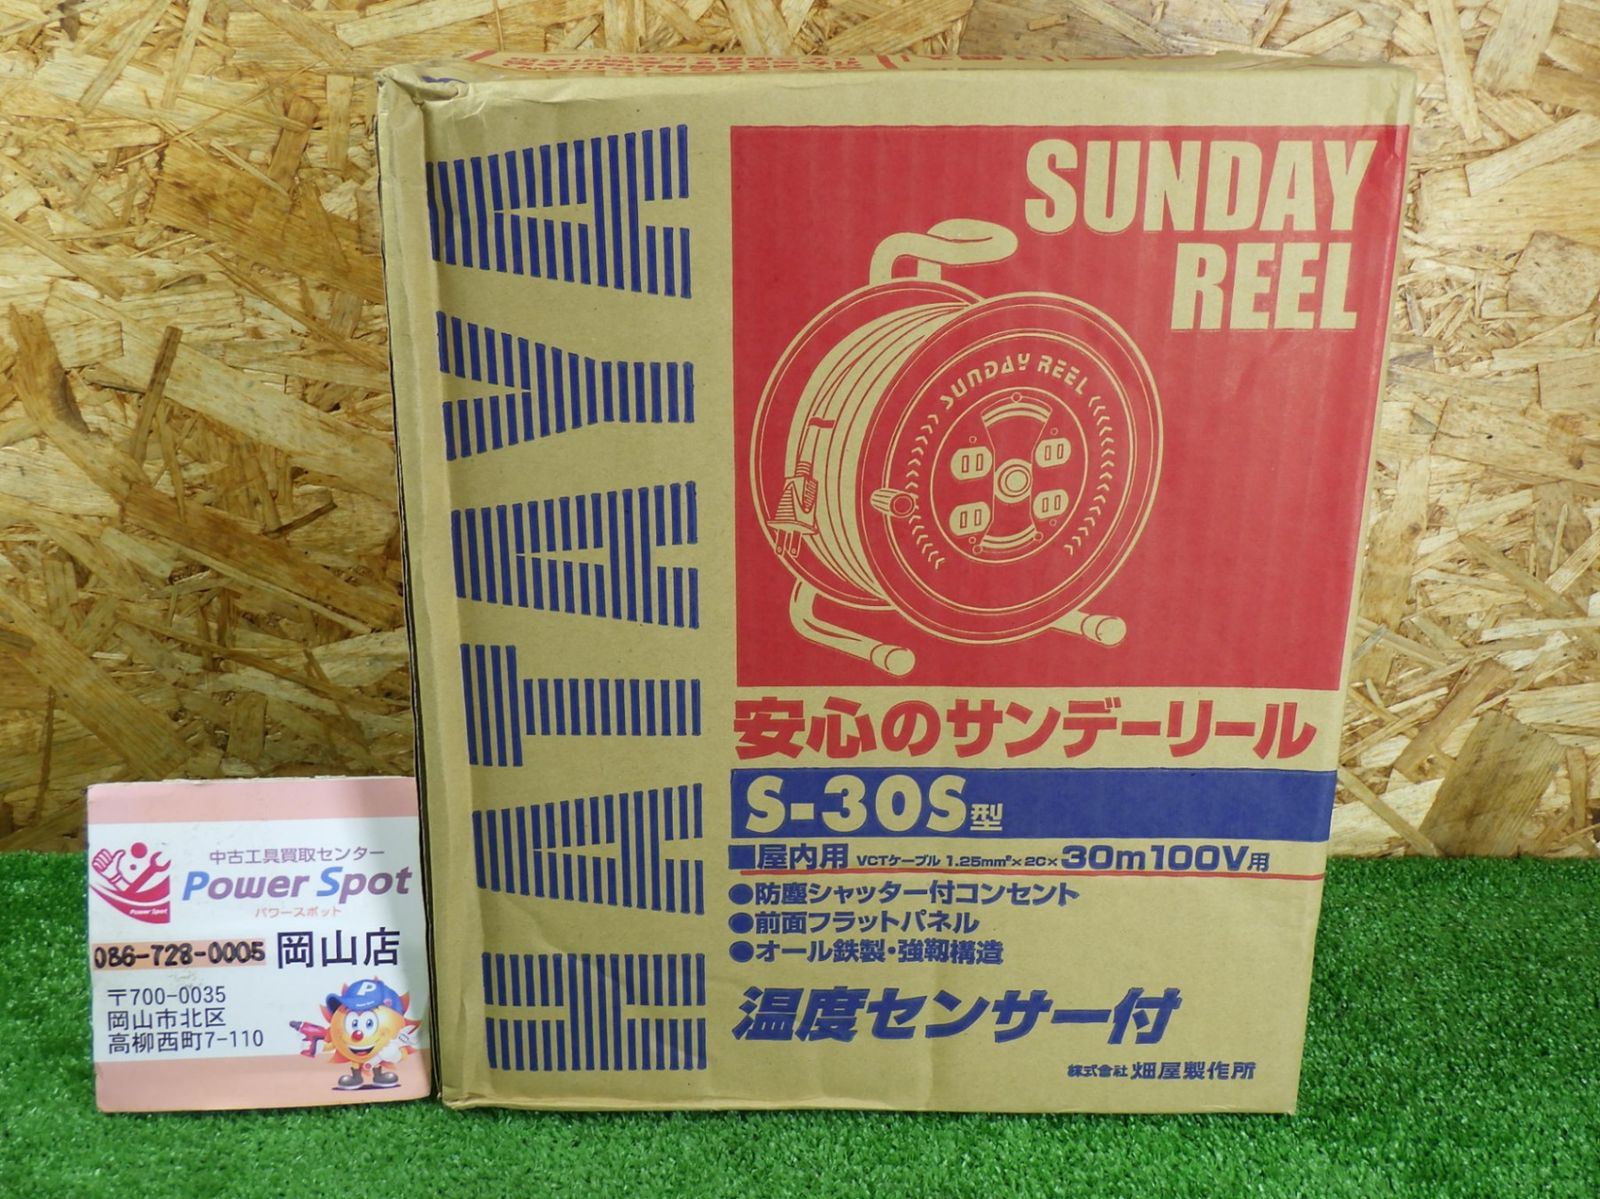 HATAYA
SUNDAY
REEL
SUNDAY REEL
安心のサンデーリール
S-30S型
■屋内用 VCTケーブル 1.25mm²×2C×30m100V用
●防塵シャッター付コンセント
●前面フラットパネル
●オール鉄製・強靱構造
温度センサー付
株式会社 畑屋製作所
中古工具買取センター
Power Spot
パワースポット
Power Spot
086-728-0005 岡山店
〒700-0035
岡山市北区
高柳西町7-110
P